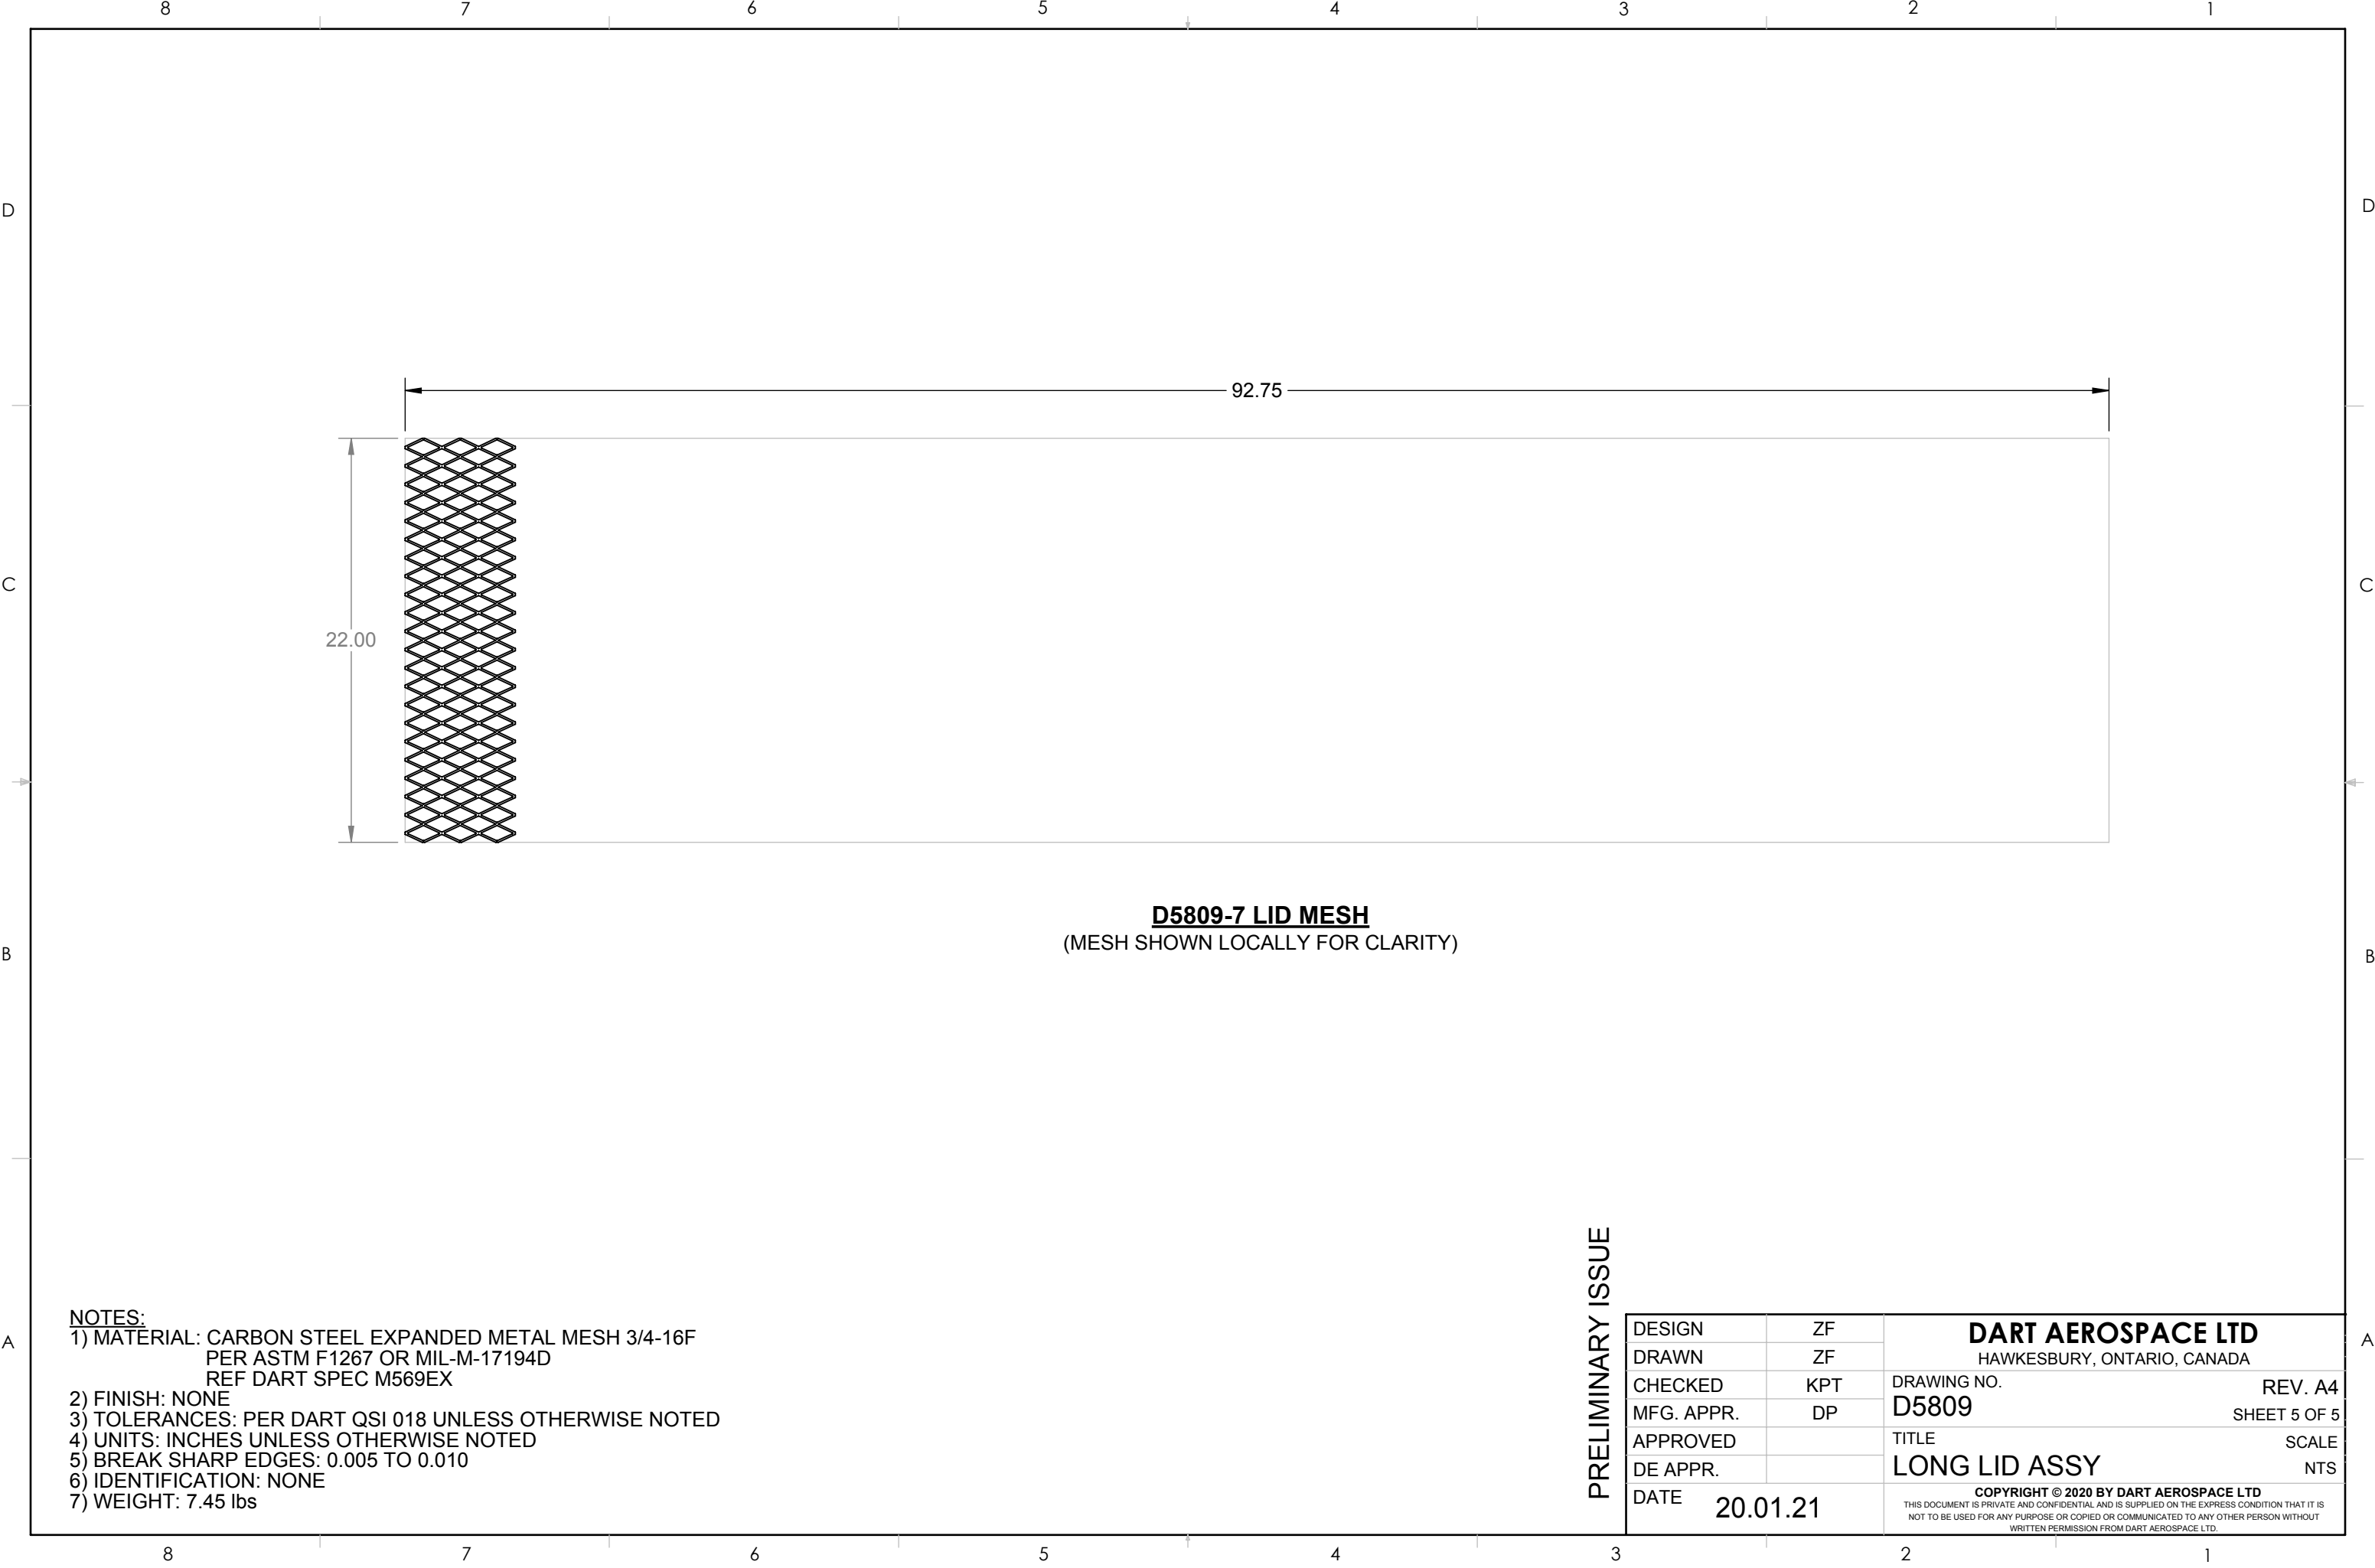 8 7 6 5 4 3 2 1
D D
92.75
C C
22.00
D5809-7 LID MESH
(MESH SHOWN LOCALLY FOR CLARITY)
B B
A A
NOTES:
1) MATERIAL: CARBON STEEL EXPANDED METAL MESH 3/4-16F
PER ASTM F1267 OR MIL-M-17194D
REF DART SPEC M569EX
2) FINISH: NONE
3) TOLERANCES: PER DART QSI 018 UNLESS OTHERWISE NOTED
4) UNITS: INCHES UNLESS OTHERWISE NOTED
5) BREAK SHARP EDGES: 0.005 TO 0.010
6) IDENTIFICATION: NONE
7) WEIGHT: 7.45 lbs
PRELIMINARY ISSUE
DESIGN ZF
DRAWN ZF
CHECKED KPT
MFG. APPR. DP
APPROVED
DE APPR.
DATE 20.01.21
DART AEROSPACE LTD
HAWKESBURY, ONTARIO, CANADA
DRAWING NO. REV. A4
D5809 SHEET 5 OF 5
TITLE SCALE
LONG LID ASSY NTS
COPYRIGHT © 2020 BY DART AEROSPACE LTD
THIS DOCUMENT IS PRIVATE AND CONFIDENTIAL AND IS SUPPLIED ON THE EXPRESS CONDITION THAT IT IS
NOT TO BE USED FOR ANY PURPOSE OR COPIED OR COMMUNICATED TO ANY OTHER PERSON WITHOUT
WRITTEN PERMISSION FROM DART AEROSPACE LTD.
8 7 6 5 4 3 2 1